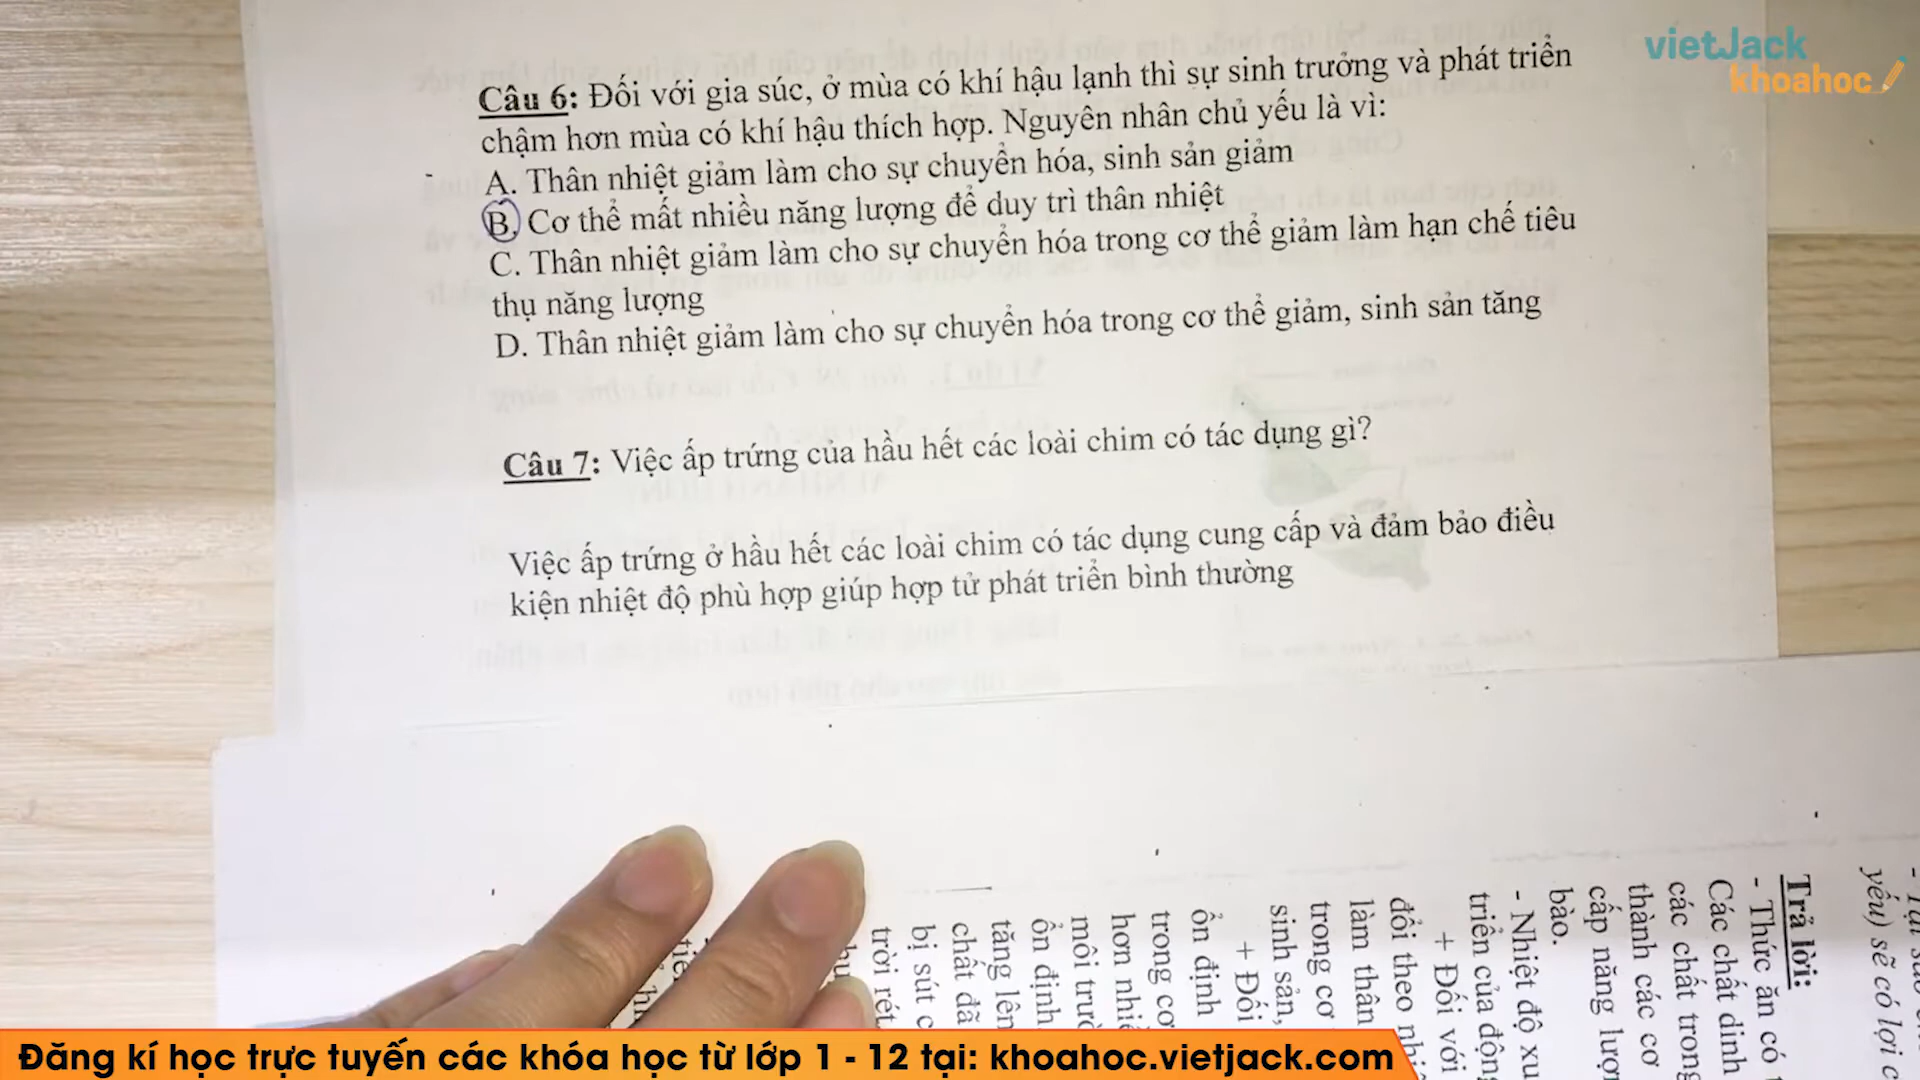 vietJack
khoahoc
Câu 6: Đối với gia súc, ở mùa có khí hậu lạnh thì sự sinh trưởng và phát triển
chậm hơn mùa có khí hậu thích hợp. Nguyên nhân chủ yếu là vì:
A. Thân nhiệt giảm làm cho sự chuyển hóa, sinh sản giảm
B. Cơ thể mất nhiều năng lượng để duy trì thân nhiệt
C. Thân nhiệt giảm làm cho sự chuyển hóa trong cơ thể giảm làm hạn chế tiêu
thụ năng lượng
D. Thân nhiệt giảm làm cho sự chuyển hóa trong cơ thể giảm, sinh sản tăng
Câu 7: Việc ấp trứng của hầu hết các loài chim có tác dụng gì?
Việc ấp trứng ở hầu hết các loài chim có tác dụng cung cấp và đảm bảo điều
kiện nhiệt độ phù hợp giúp hợp tử phát triển bình thường
yếu) sẽ có lợi
Trả lời:
- Thức ăn có
Các chất dinh
các chất trong
thành các cơ
cấp năng
bào.
- Nhiệt độ
triển của
+ Đối với
đổi theo
làm thân
trong cơ
sinh sản,
+ Đối
ổn định
trong cơ
hơn
môi
ổn định
tăng lên
chất đã
bị sút
trời rét
Đăng kí học trực tuyến các khóa học từ lớp 1 - 12 tại: khoahoc.vietjack.com